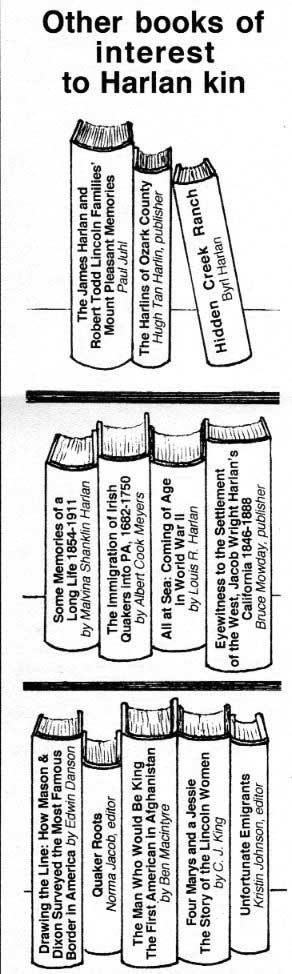 Other books of
interest
to Harlan kin
The James Harlan and
Robert Todd Lincoln Families'
Mount Pleasant Memories
Paul Juhl
The Harlins of Ozark County
Hugh Tan Harlin, publisher
Hidden Creek Ranch
Byrl Harlan
Some Memories of a
Long Life 1854-1911
by Malvina Shanklin Harlan
The Immigration of Irish
Quakers into PA, 1682-1750
by Albert Cook Meyers
All at Sea: Coming of Age
in World War II
by Louis R. Harlan
Eyewitness to the Settlement
of the West, Jacob Wright Harlan's
California 1846-1888
Bruce Mowday, publisher
Drawing the Line: How Mason &
Dixon Surveyed the Most Famous
Border in America by Edwin Danson
Quaker Roots
Norma Jacob, editor
The Man Who Would Be King
The First American in Afghanistan
by Ben Macintyre
Four Marys and a Jessie
The Story of the Lincoln Women
by C. J. King
Unfortunate Emigrants
Kristin Johnson, editor